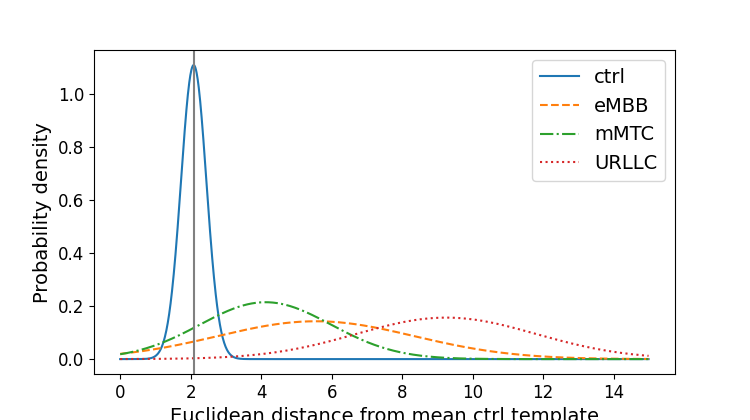 ctrl
eMBB
mMTC
URLLC
Probability density
1.0
0.8
0.6
0.4
0.2
0.0
0 2 4 6 8 10 12 14
Euclidean distance from mean ctrl template